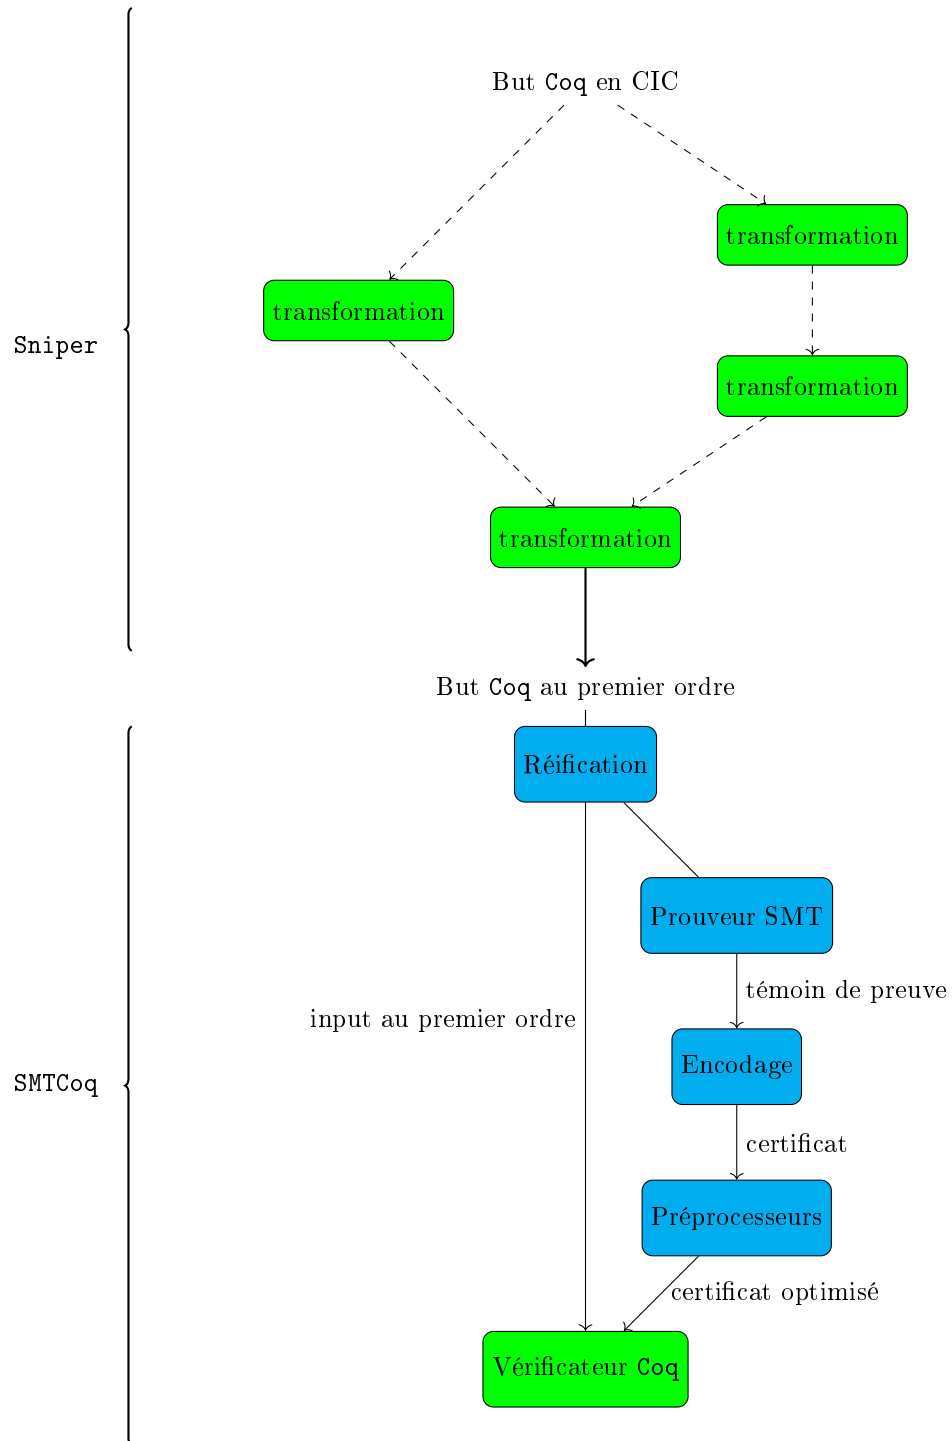 But Coq en CIC
transformation
transformation
Sniper
transformation
transformation
But Coq au premier ordre
Réification
Prouveur SMT
témoin de preuve
input au premier ordre
Encodage
SMTCoq
certificat
Préprocesseurs
certificat optimisé
Vérificateur Coq